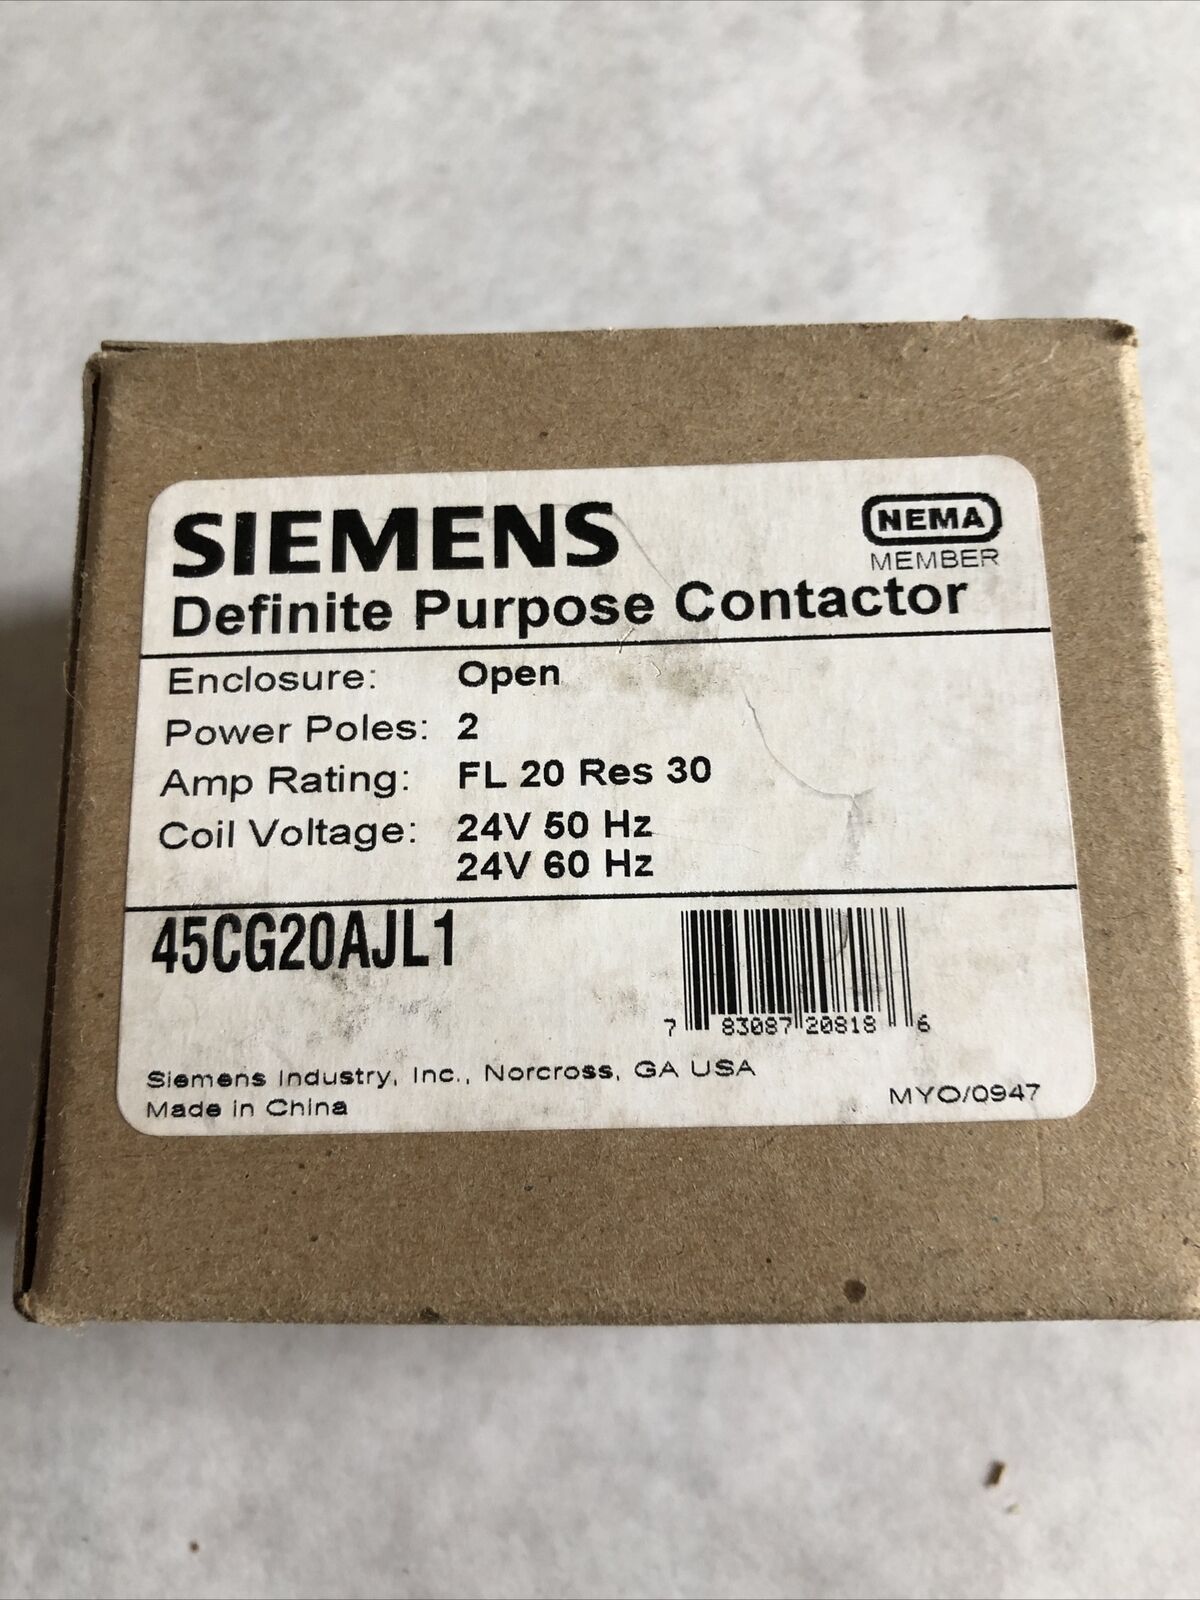 SIEMENS
NEMA
MEMBER
Definite Purpose Contactor
Enclosure: Open
Power Poles: 2
Amp Rating: FL 20 Res 30
Coil Voltage: 24V 50 Hz
24V 60 Hz
45CG20AJL1
7 83087 20818 6
Siemens Industry, Inc., Norcross, GA USA
Made in China
MYO/0947